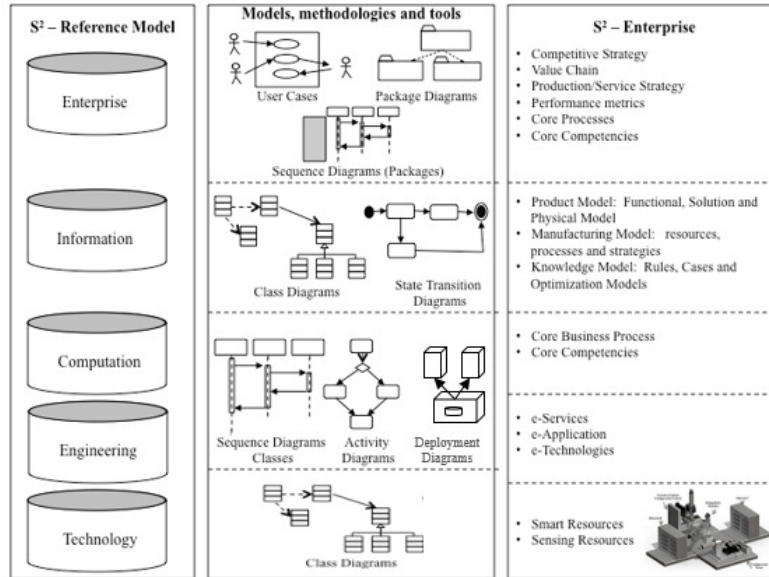 S² – Reference Model
Enterprise
Information
Computation
Engineering
Technology
Models, methodologies and tools
User Cases
Package Diagrams
Sequence Diagrams (Packages)
Class Diagrams
State Transition
Diagrams
Sequence Diagrams
Classes
Activity
Diagrams
Deployment
Diagrams
Class Diagrams
S² – Enterprise
• Competitive Strategy
• Value Chain
• Production/Service Strategy
• Performance metrics
• Core Processes
• Core Competencies
• Product Model: Functional, Solution and
Physical Model
• Manufacturing Model: resources,
processes and strategies
• Knowledge Model: Rules, Cases and
Optimization Models
• Core Business Process
• Core Competencies
• e-Services
• e-Application
• e-Technologies
• Smart Resources
• Sensing Resources